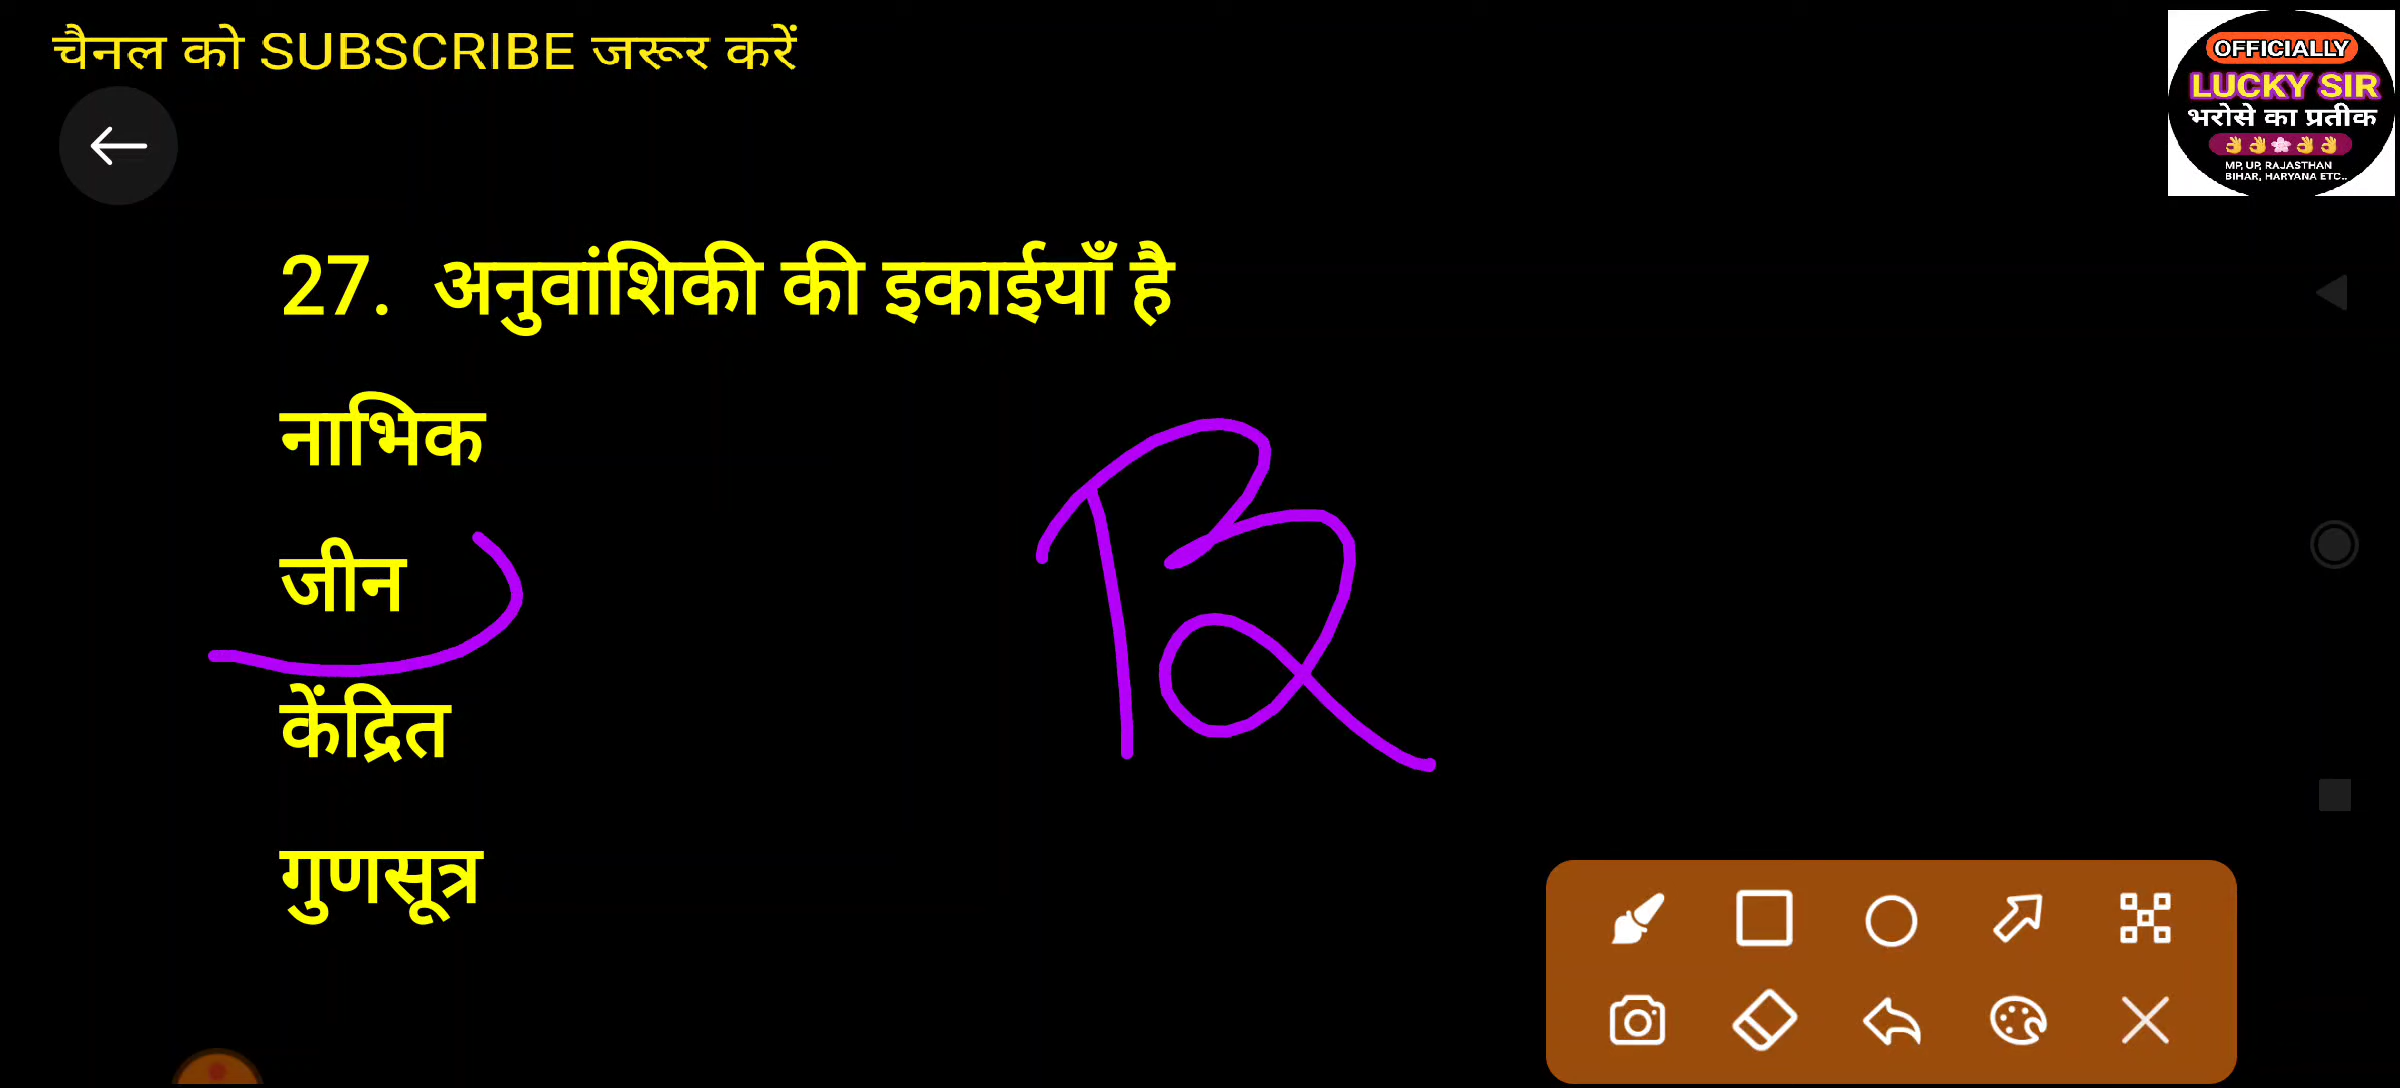 चैनल को SUBSCRIBE जरूर करें
OFFICIALLY
LUCKY SIR
भरोसे का प्रतीक
MP, UP, RAJASTHAN
BIHAR, HARYANA ETC..
27. अनुवांशिकी की इकाईयाँ है
नाभिक
जीन
केंद्रित
गुणसूत्र
B